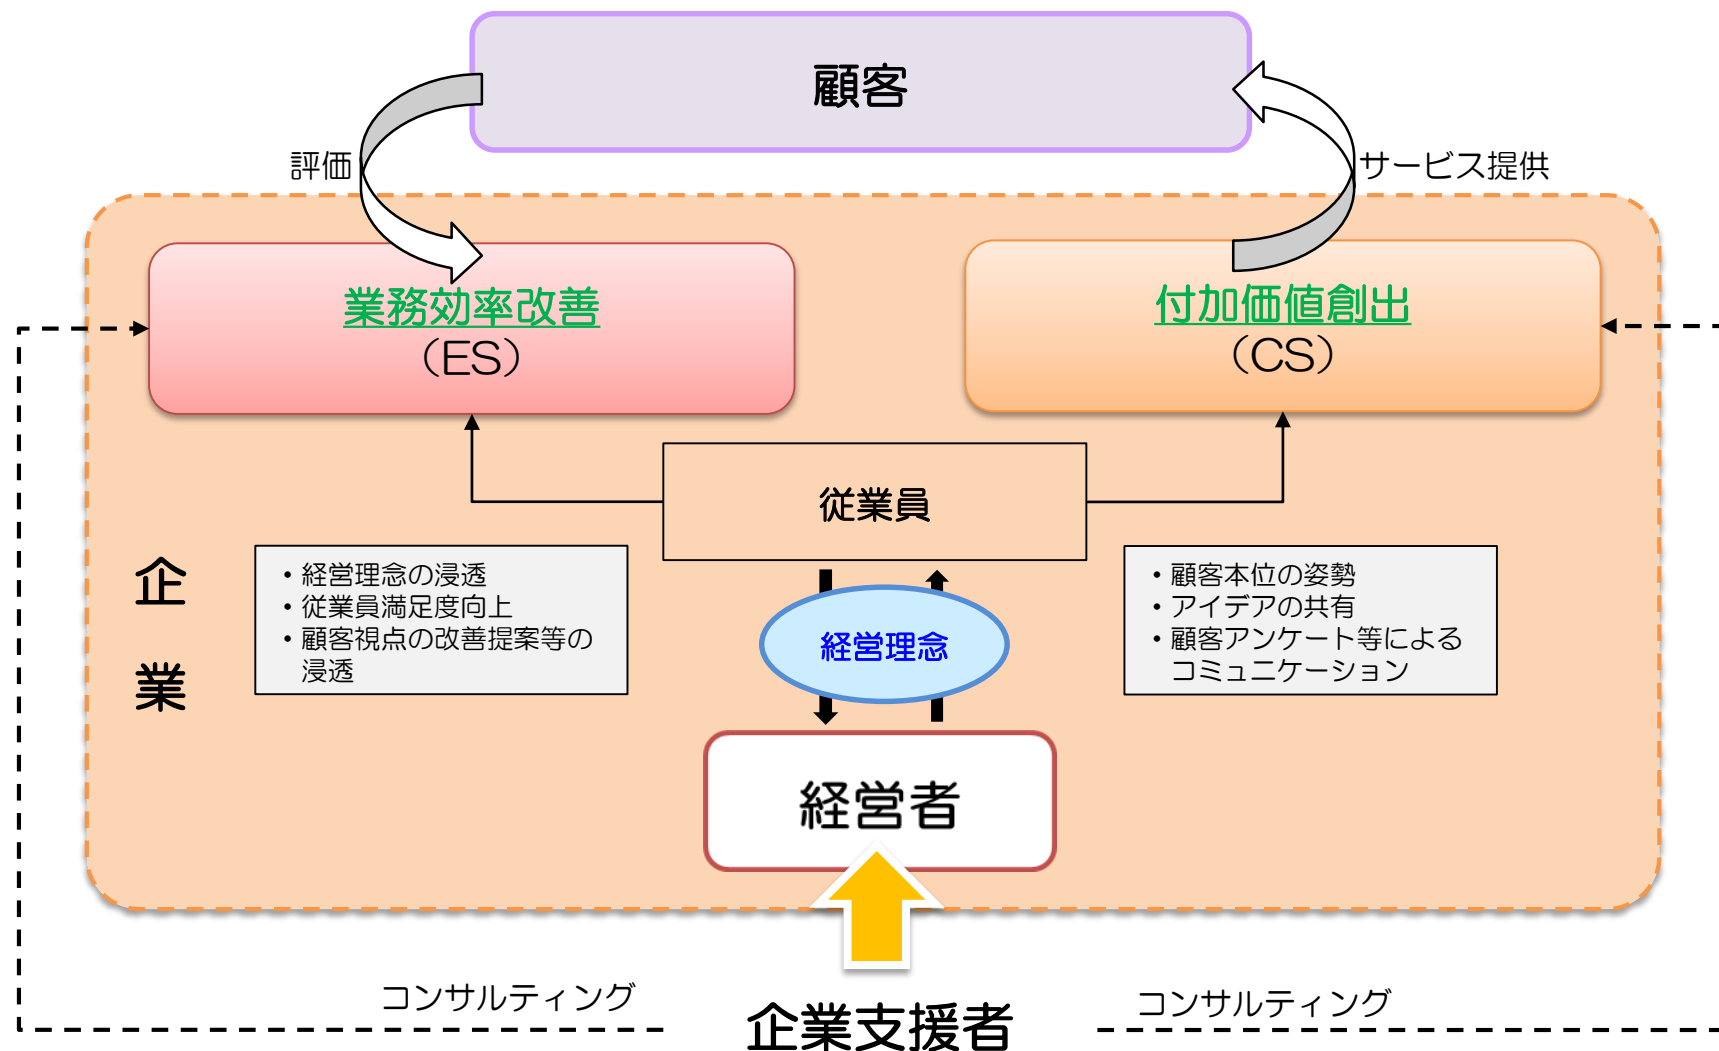 顧客
評価
サービス提供
業務効率改善
（ES）
付加価値創出
（CS）
従業員
企
業
・経営理念の浸透
・従業員満足度向上
・顧客視点の改善提案等の
浸透
経営理念
・顧客本位の姿勢
・アイデアの共有
・顧客アンケート等による
コミュニケーション
経営者
コンサルティング
企業支援者
コンサルティング